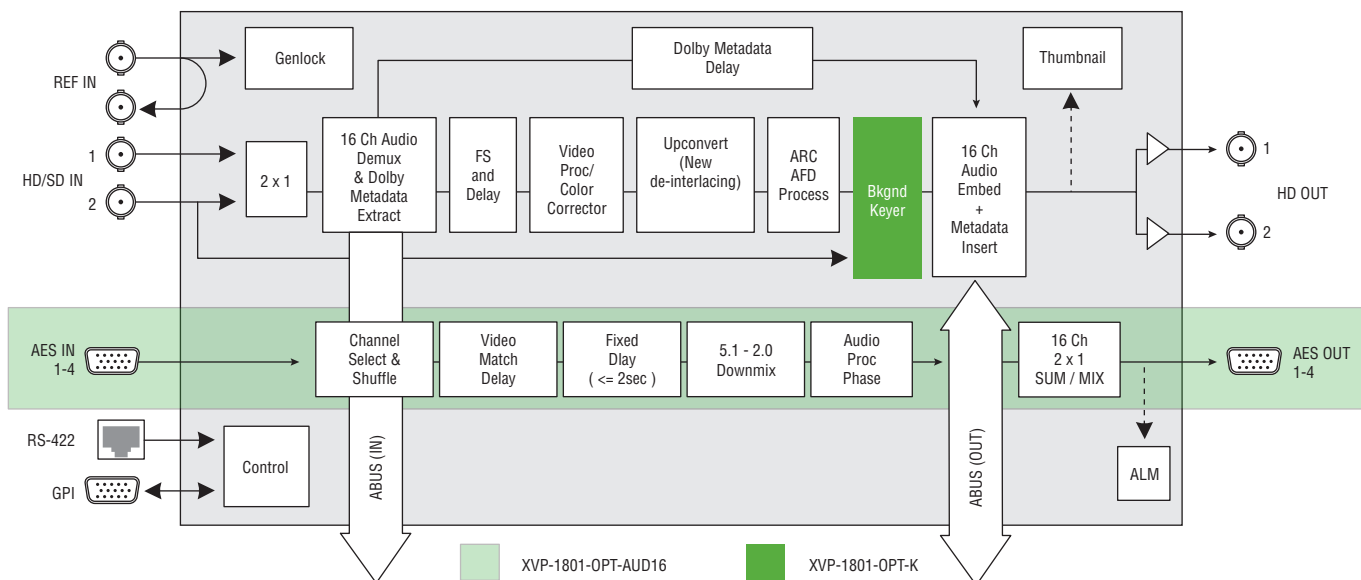 REF IN
Genlock
Dolby Metadata
Delay
Thumbnail
1
HD/SD IN
2
2 x 1
16 Ch Audio
Demux
& Dolby
Metadata
Extract
FS
and
Delay
Video
Proc/
Color
Corrector
Upconvert
(New
de-interlacing)
ARC
AFD
Process
Bkgnd
Keyer
16 Ch
Audio
Embed
+
Metadata
Insert
1
HD OUT
2
AES IN
1-4
Channel
Select &
Shuffle
Video
Match
Delay
Fixed
Dlay
( <= 2sec )
5.1 - 2.0
Downmix
Audio
Proc
Phase
16 Ch
2 x 1
SUM / MIX
AES OUT
1-4
RS-422
GPI
Control
ABUS (IN)
ABUS (OUT)
ALM
XVP-1801-OPT-AUD16
XVP-1801-OPT-K